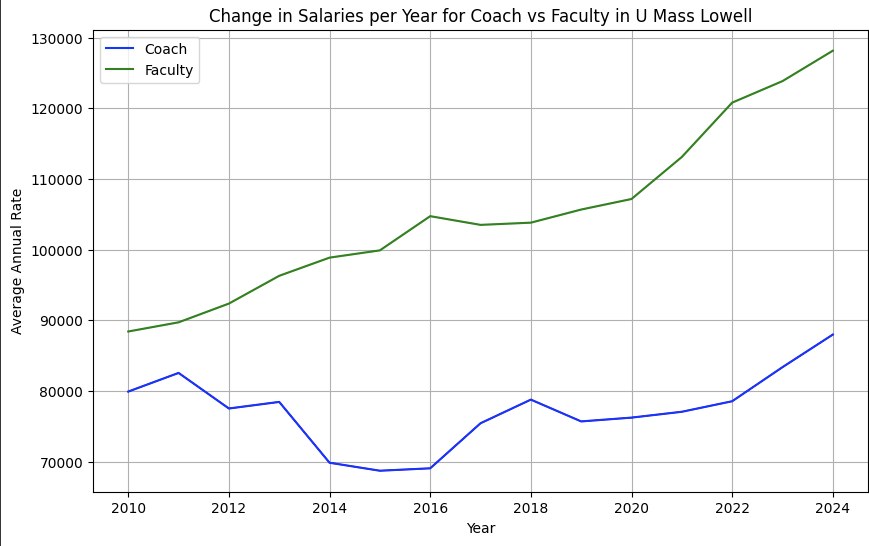 Change in Salaries per Year for Coach vs Faculty in U Mass Lowell
Coach
Faculty
Average Annual Rate
130000
120000
110000
100000
90000
80000
70000
2010 2012 2014 2016 2018 2020 2022 2024
Year